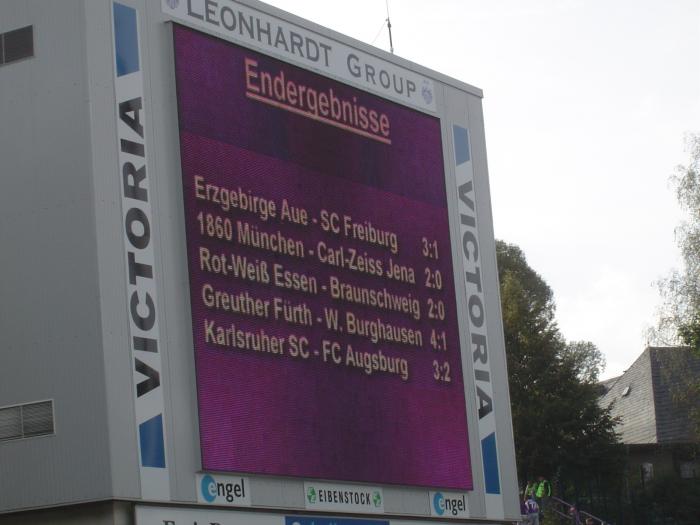 LEONHARDT GROUP
Endergebnisse
Erzgebirge Aue - SC Freiburg 3:1
1860 München - Carl-Zeiss Jena 2:0
Rot-Weiß Essen - Braunschweig 2:0
Greuther Fürth - W. Burghausen 4:1
Karlsruher SC - FC Augsburg 3:2
VICTORIA
VICTORIA
engel
EIBENSTOCK
engel